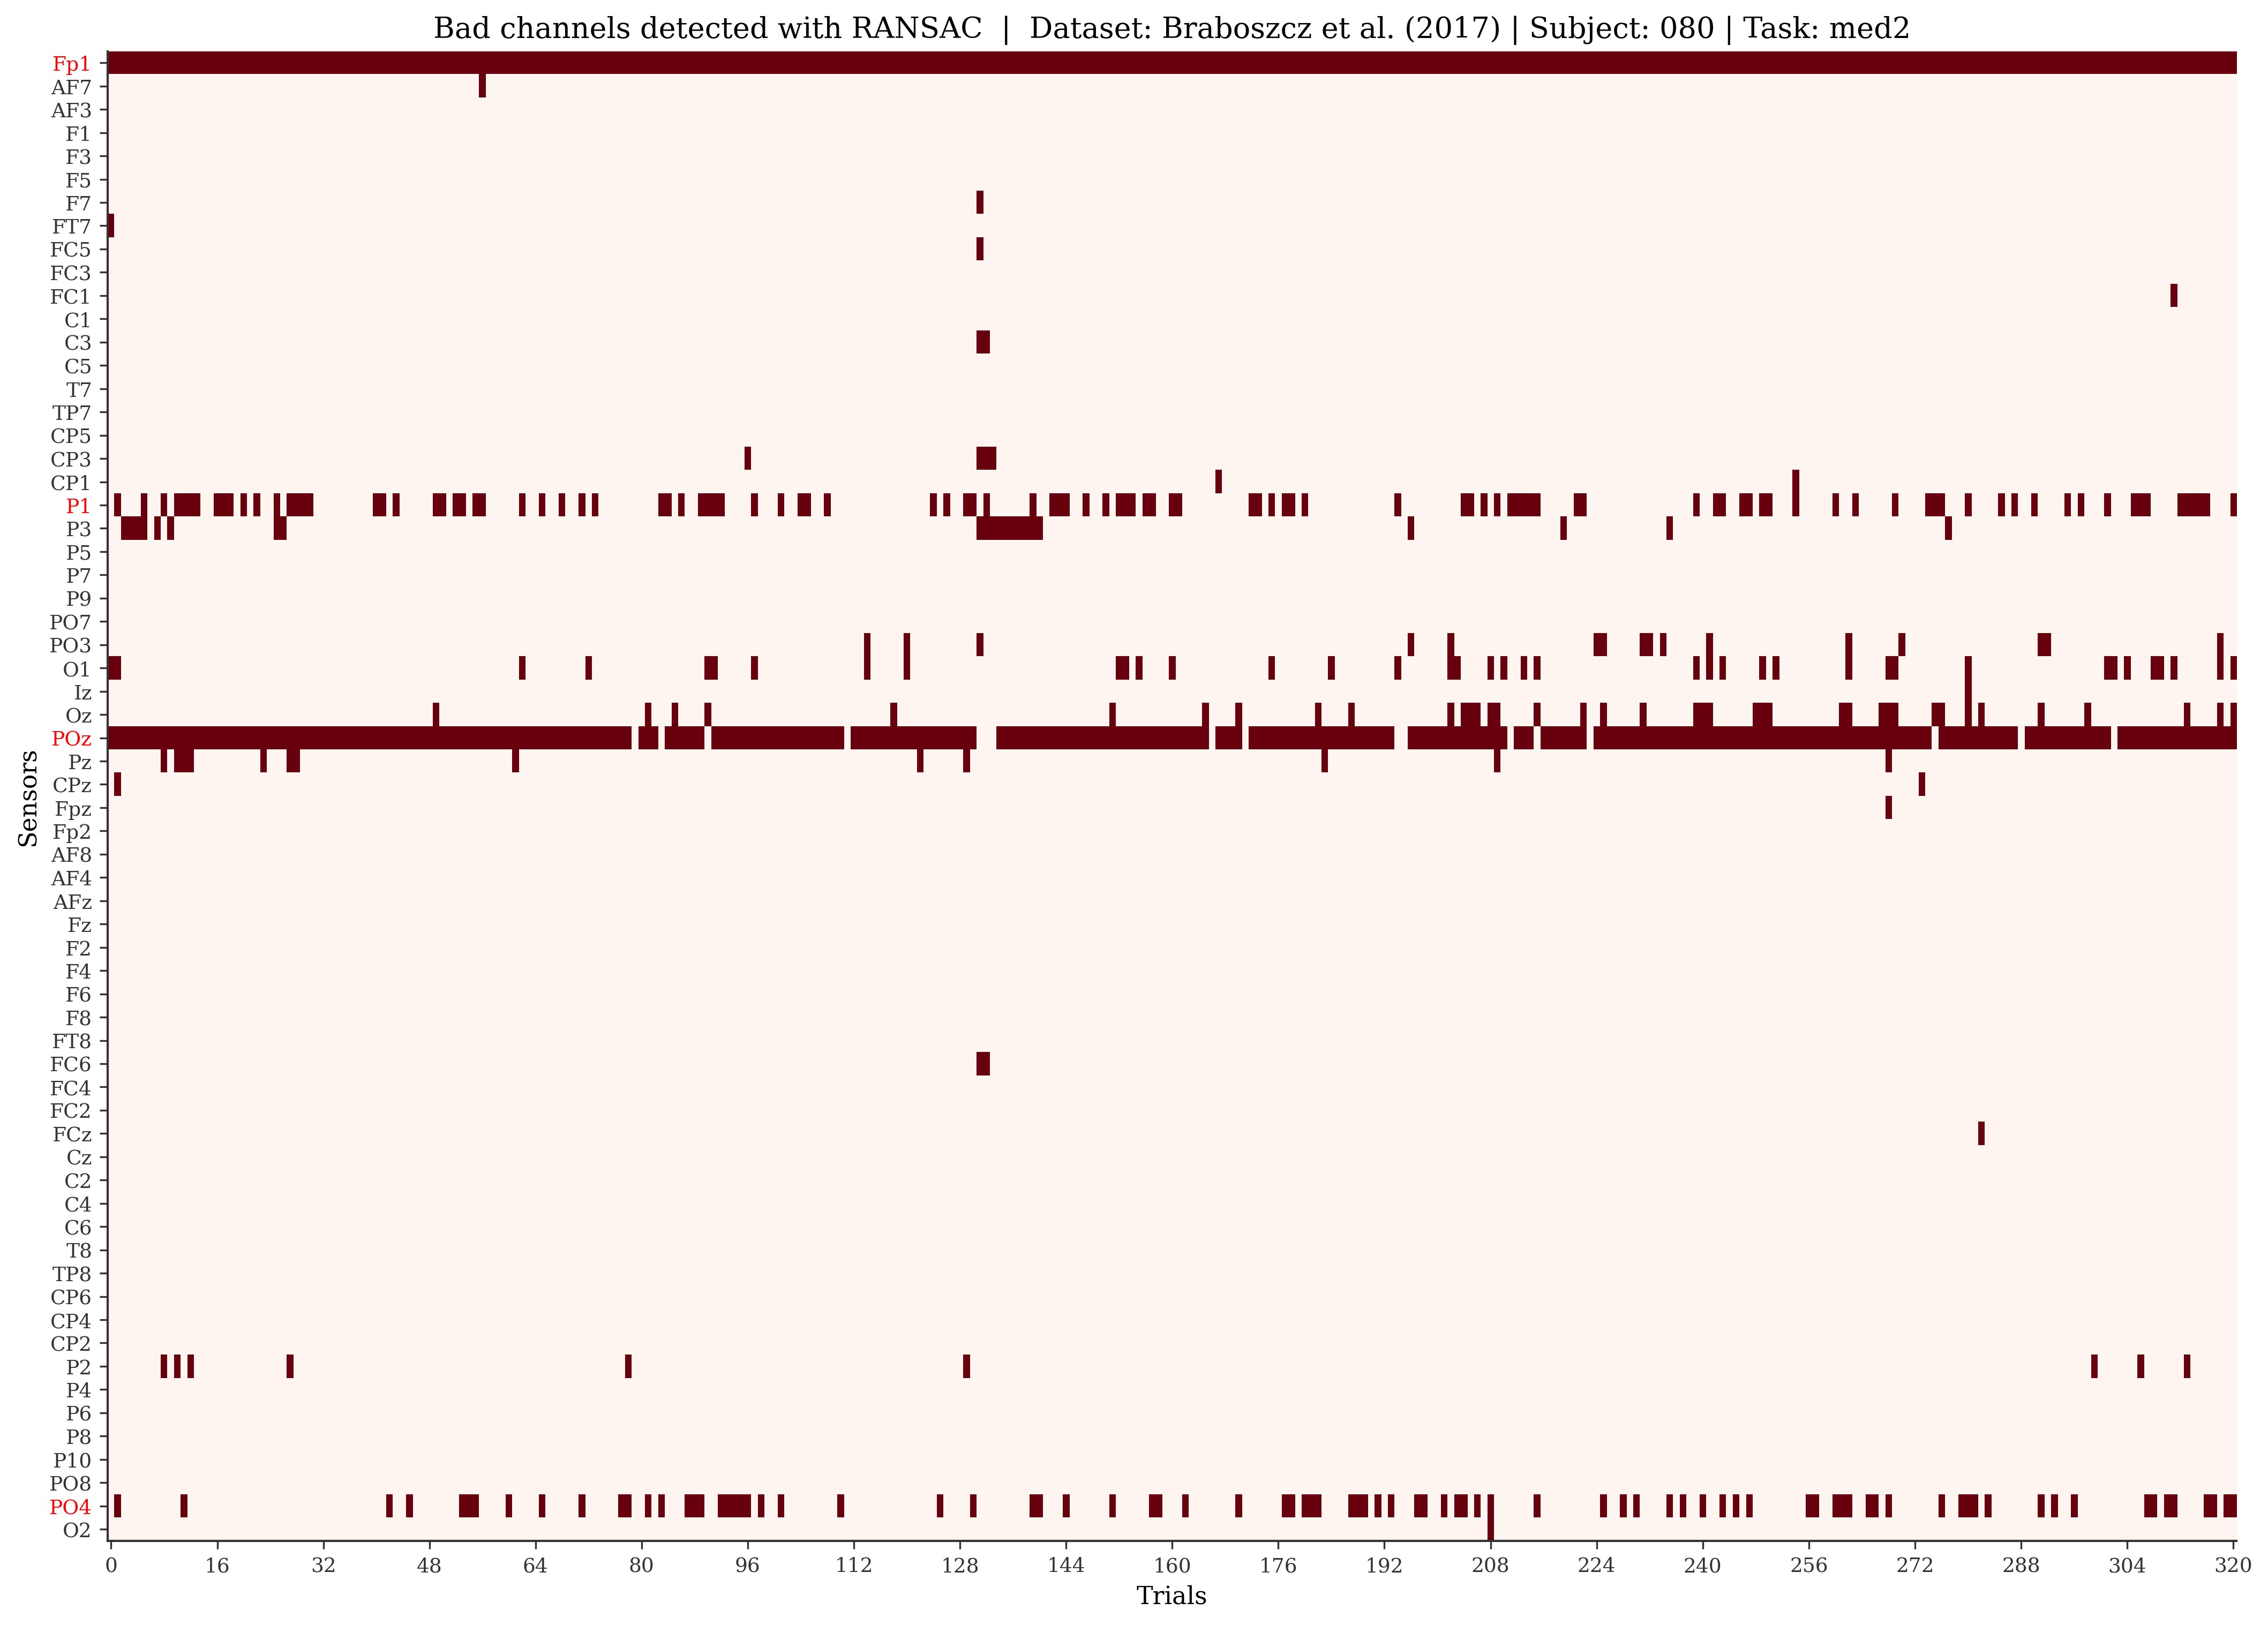 Bad channels detected with RANSAC | Dataset: Braboszcz et al. (2017) | Subject: 080 | Task: med2
Fp1
AF7
AF3
F1
F3
F5
F7
FT7
FC5
FC3
FC1
C1
C3
C5
T7
TP7
CP5
CP3
CP1
P1
P3
P5
P7
P9
PO7
PO3
O1
Iz
Oz
POz
Pz
CPz
Fpz
Fp2
AF8
AF4
AFz
Fz
F2
F4
F6
F8
FT8
FC6
FC4
FC2
FCz
Cz
C2
C4
C6
T8
TP8
CP6
CP4
CP2
P2
P4
P6
P8
P10
PO8
PO4
O2
Sensors
0 16 32 48 64 80 96 112 128 144 160 176 192 208 224 240 256 272 288 304 320
Trials